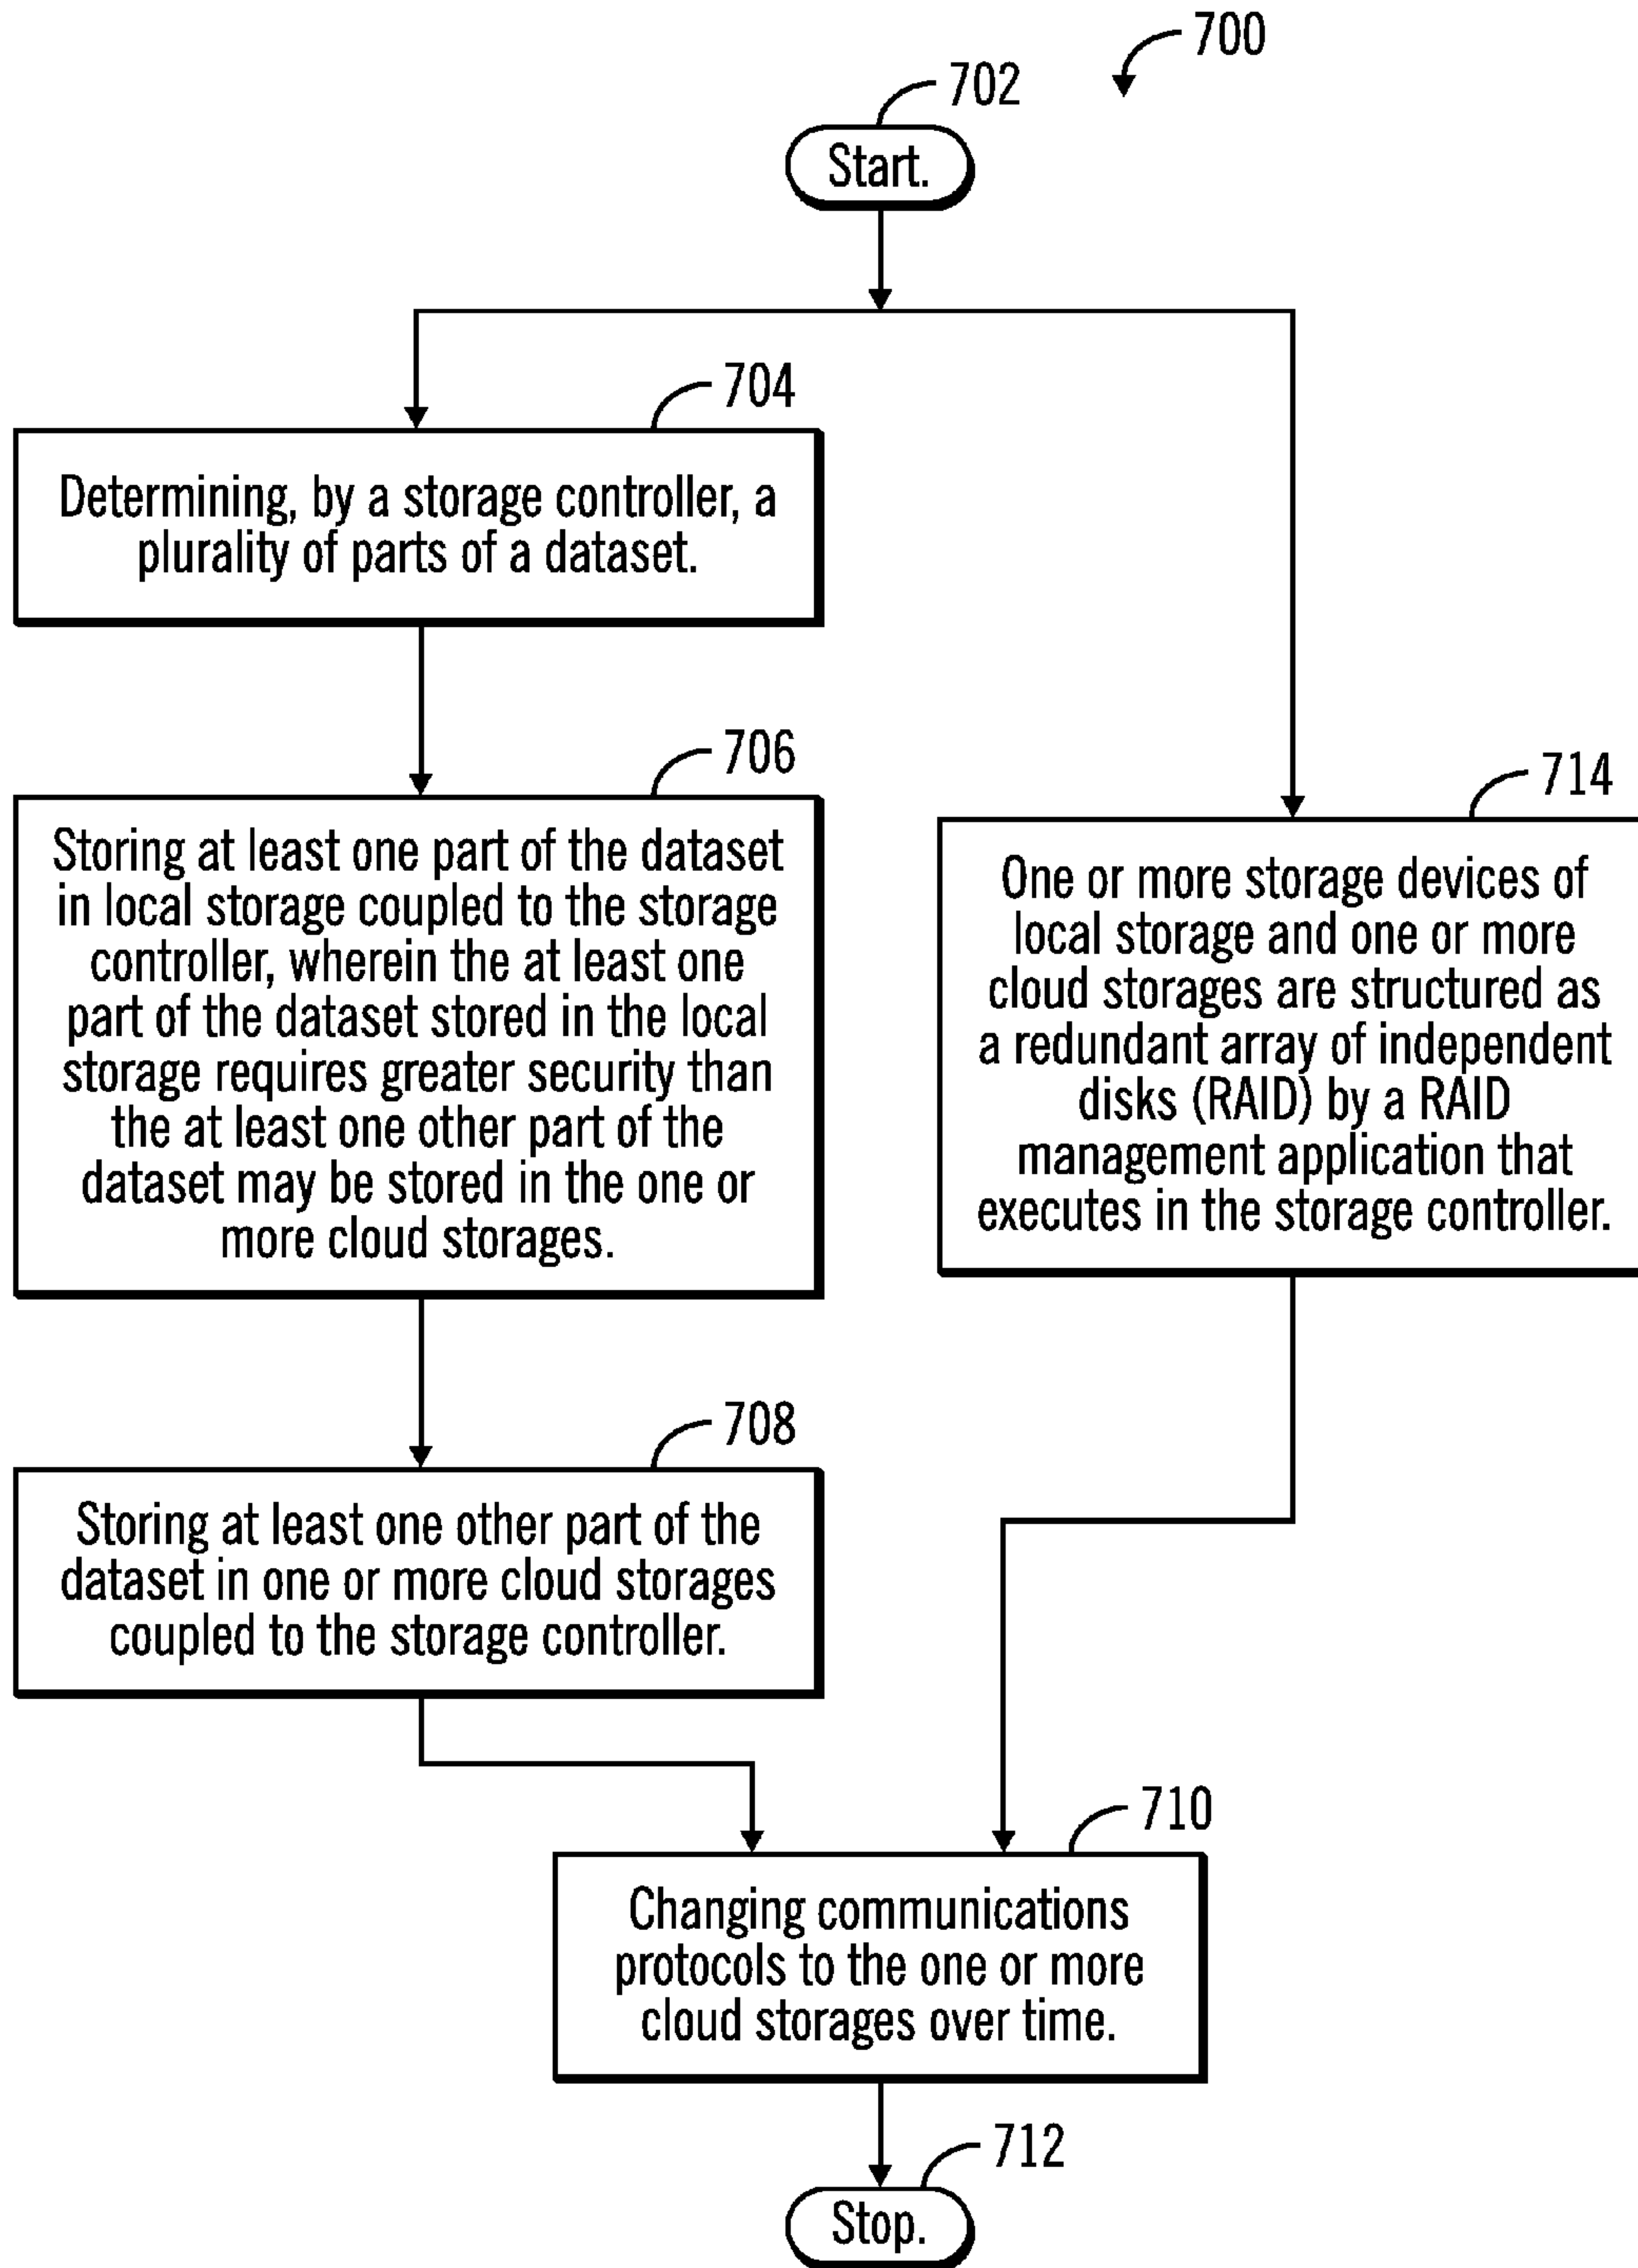 700
702
Start.
704
Determining, by a storage controller, a
plurality of parts of a dataset.
706
Storing at least one part of the dataset
in local storage coupled to the storage
controller, wherein the at least one
part of the dataset stored in the local
storage requires greater security than
the at least one other part of the
dataset may be stored in the one or
more cloud storages.
714
One or more storage devices of
local storage and one or more
cloud storages are structured as
a redundant array of independent
disks (RAID) by a RAID
management application that
executes in the storage controller.
708
Storing at least one other part of the
dataset in one or more cloud storages
coupled to the storage controller.
710
Changing communications
protocols to the one or more
cloud storages over time.
712
Stop.